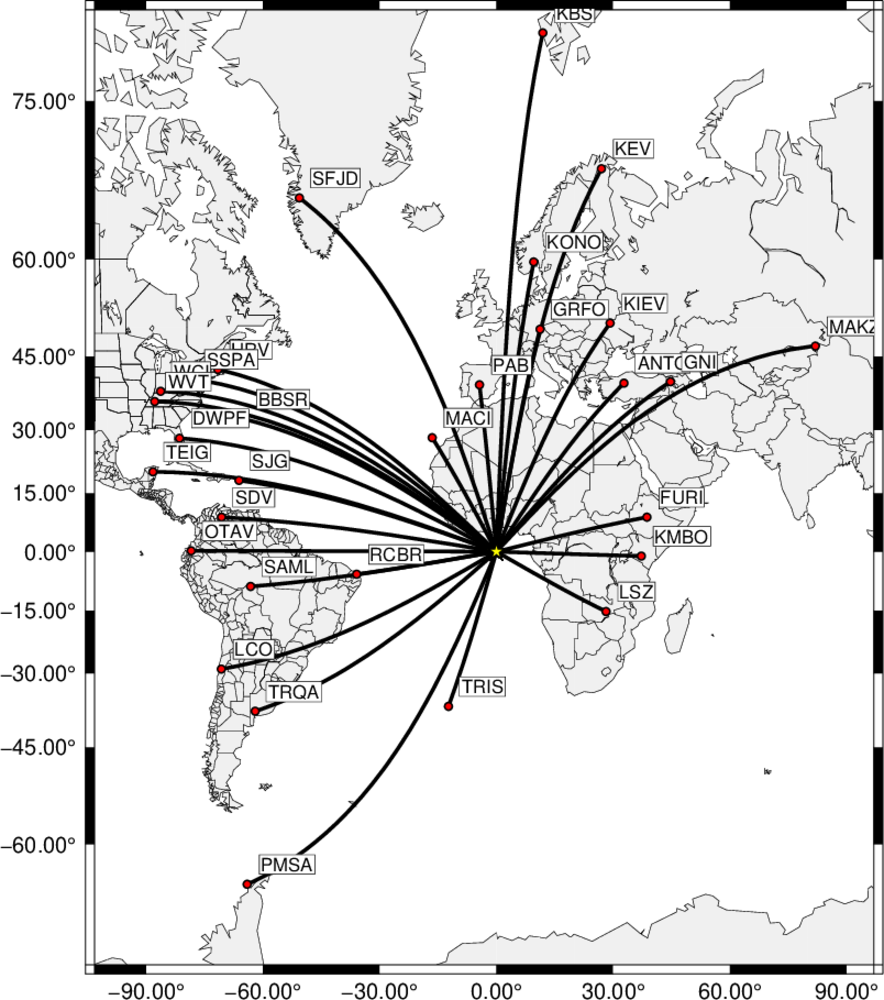 KBS
75.00°
KEV
SFJD
KONO
60.00°
GRFO
KIEV
MAKZ
45.00°
HRV
SSPA
PAB
ANTO
GNI
WCI
WVT
BBSR
MACI
DWPF
30.00°
TEIG
SJG
15.00°
SDV
FURI
OTAV
KMBO
0.00°
RCBR
SAML
LSZ
−15.00°
LCO
−30.00°
TRIS
TRQA
−45.00°
−60.00°
PMSA
−90.00°
−60.00°
−30.00°
0.00°
30.00°
60.00°
90.00°